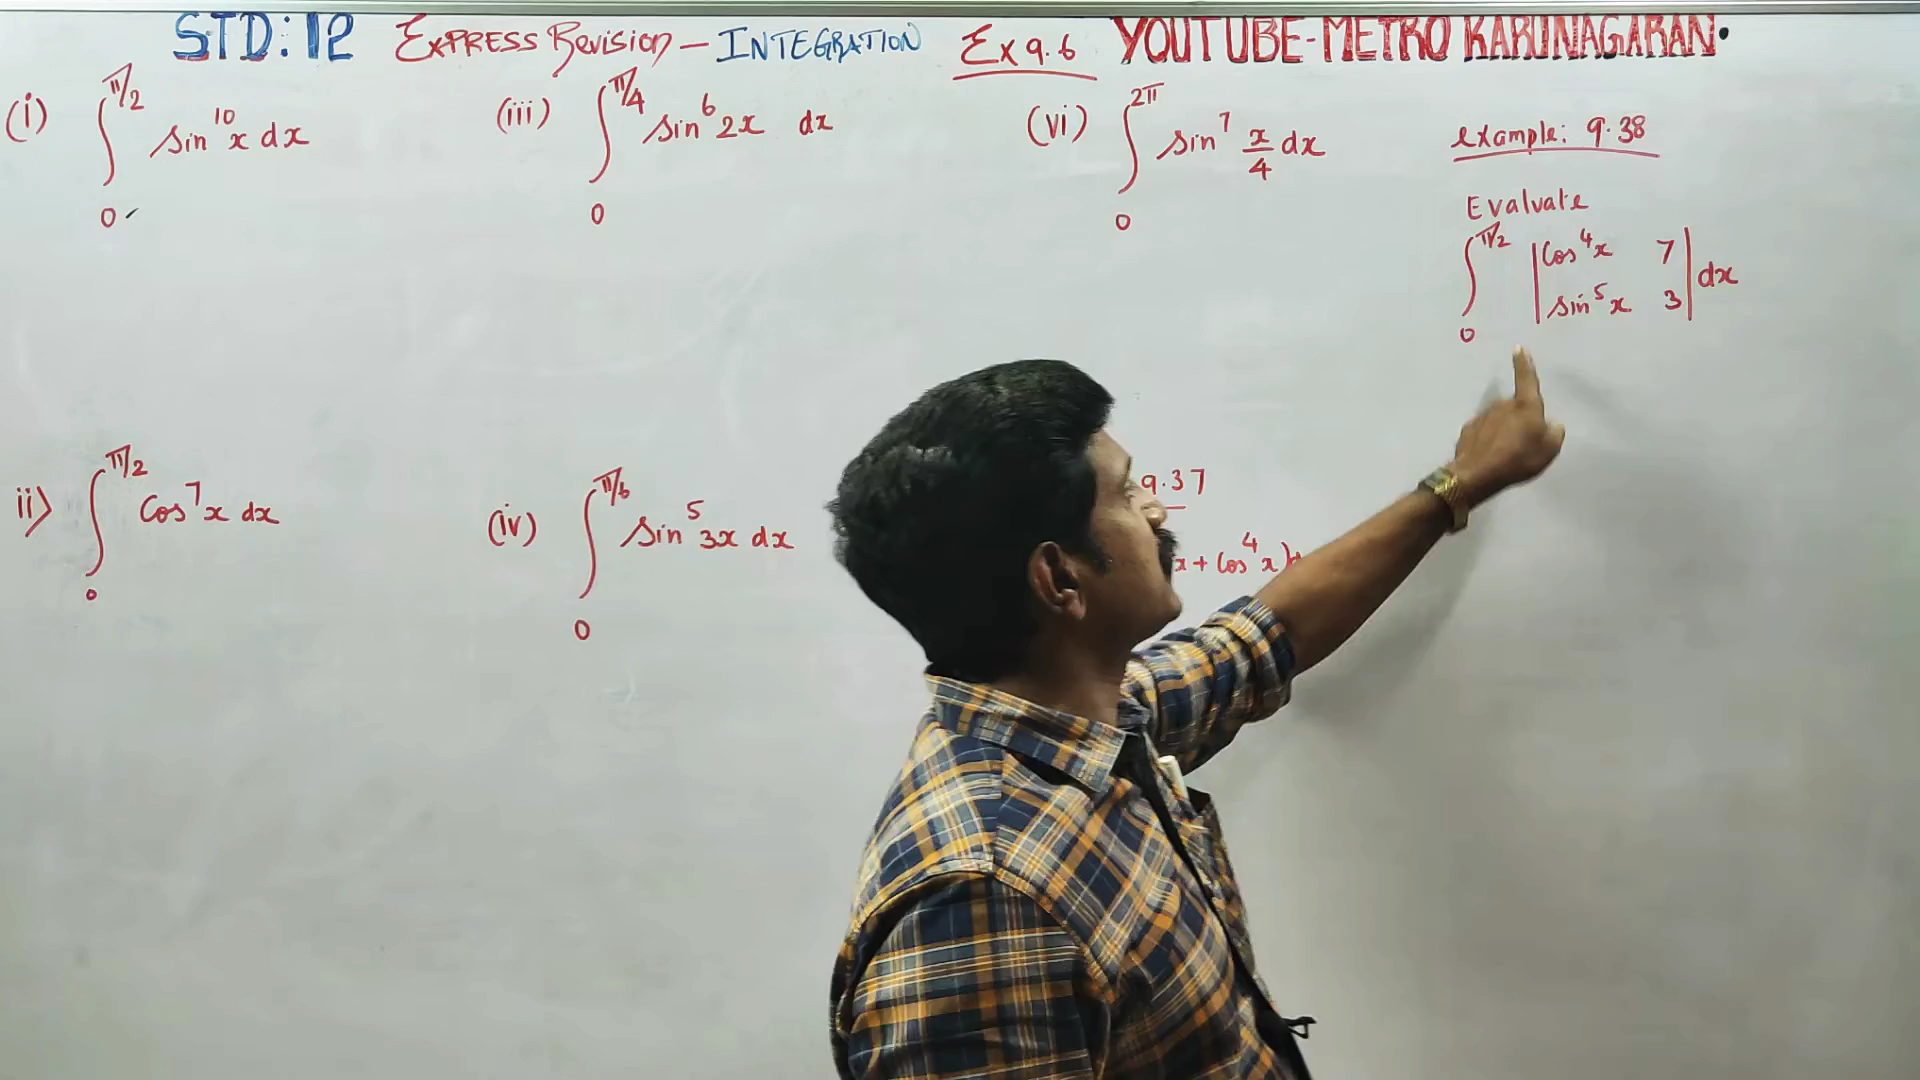 STD: 12 EXPRESS Revision – INTEGRATION Ex 9.6 YOUTUBE-METRO KARUNAGARAN.
(i) ∫₀^{π/2} sin¹⁰x dx
(iii) ∫₀^{π/4} sin⁶2x dx
(vi) ∫₀^{2π} sin⁷ x/4 dx
example: 9.38
Evaluate
∫₀^{π/2} | cos⁴x 7 |
| sin⁵x 3 | dx
ii) ∫₀^{π/2} cos⁷x dx
(iv) ∫₀^{π/6} sin⁵3x dx
9.37
x + cos⁴x)